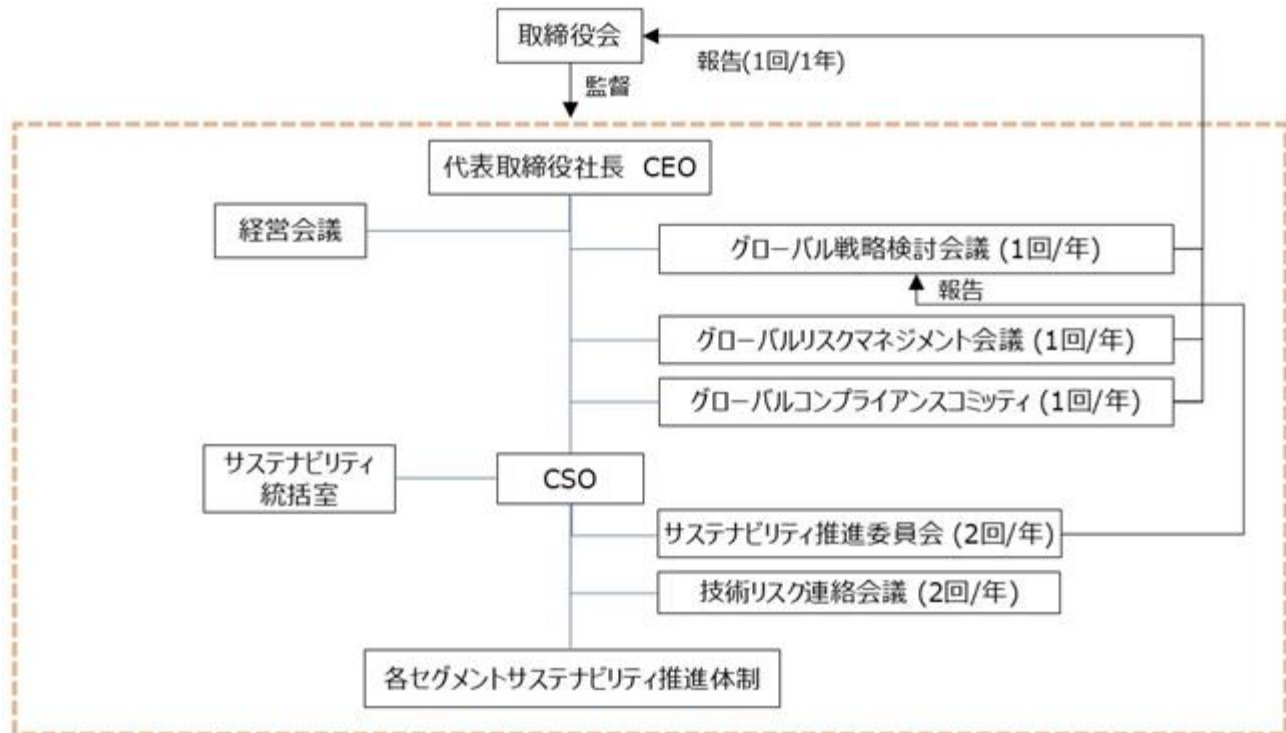 取締役会
報告(1回/1年)
監督
代表取締役社長 CEO
経営会議
グローバル戦略検討会議 (1回/年)
報告
グローバルリスクマネジメント会議 (1回/年)
グローバルコンプライアンスコミッティ (1回/年)
サステナビリティ
統括室
CSO
サステナビリティ推進委員会 (2回/年)
技術リスク連絡会議 (2回/年)
各セグメントサステナビリティ推進体制